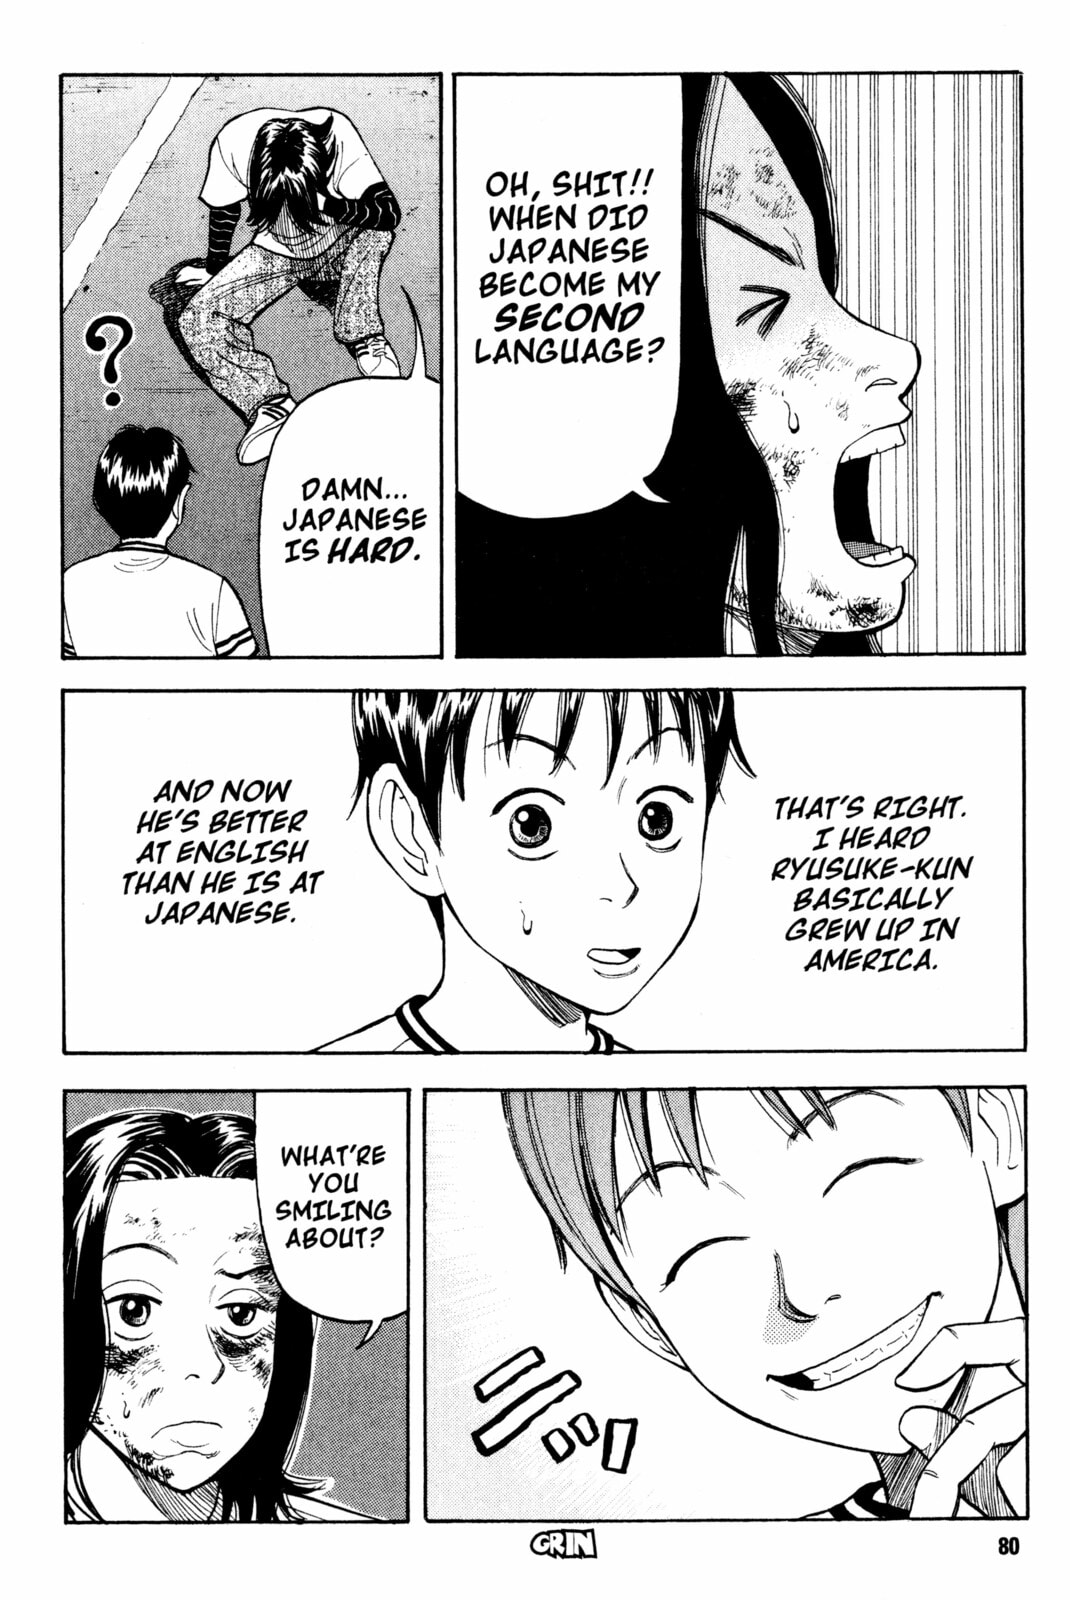 OH, SHIT!!
WHEN DID
JAPANESE
BECOME MY
SECOND
LANGUAGE?
?
DAMN...
JAPANESE
IS HARD.
THAT'S RIGHT.
I HEARD
RYUSUKE-KUN
BASICALLY
GREW UP IN
AMERICA.
AND NOW
HE'S BETTER
AT ENGLISH
THAN HE IS AT
JAPANESE.
ニッ
GRIN
WHAT'RE
YOU
SMILING
ABOUT?
80